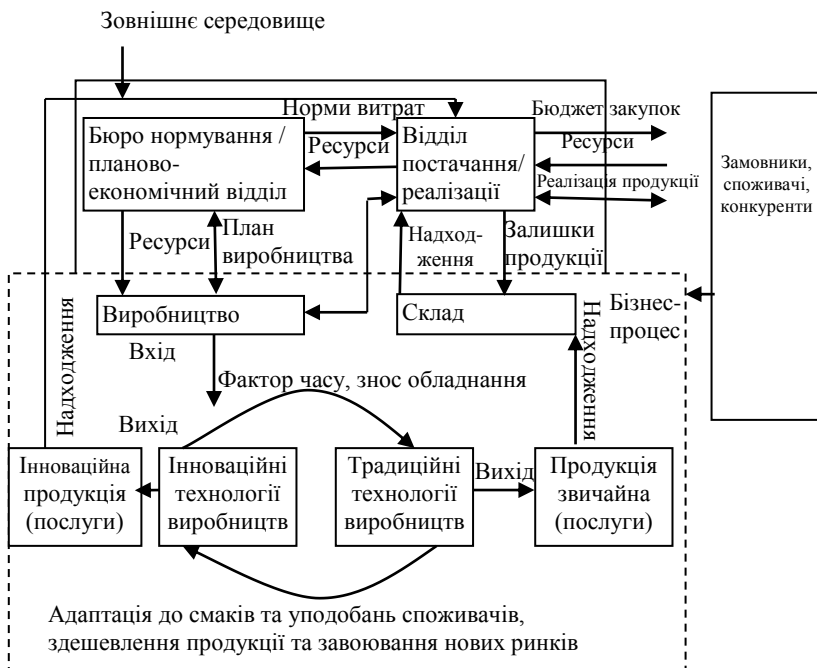 Зовнішнє середовище
Норми витрат
Бюджет закупок
Бюро нормування /
планово-
економічний відділ
Ресурси
Відділ
постачання/
реалізації
Ресурси
Реалізація продукції
Замовники,
споживачі,
конкуренти
Ресурси
План
виробництва
Надход-
ження
Залишки
продукції
Виробництво
Склад
Бізнес-
процес
Надходження
Надходження
Вхід
Фактор часу, знос обладнання
Вихід
Інноваційна
продукція
(послуги)
Інноваційні
технології
виробництв
Традиційні
технології
виробництв
Вихід
Продукція
звичайна
(послуги)
Адаптація до смаків та уподобань споживачів,
здешевлення продукції та завоювання нових ринків